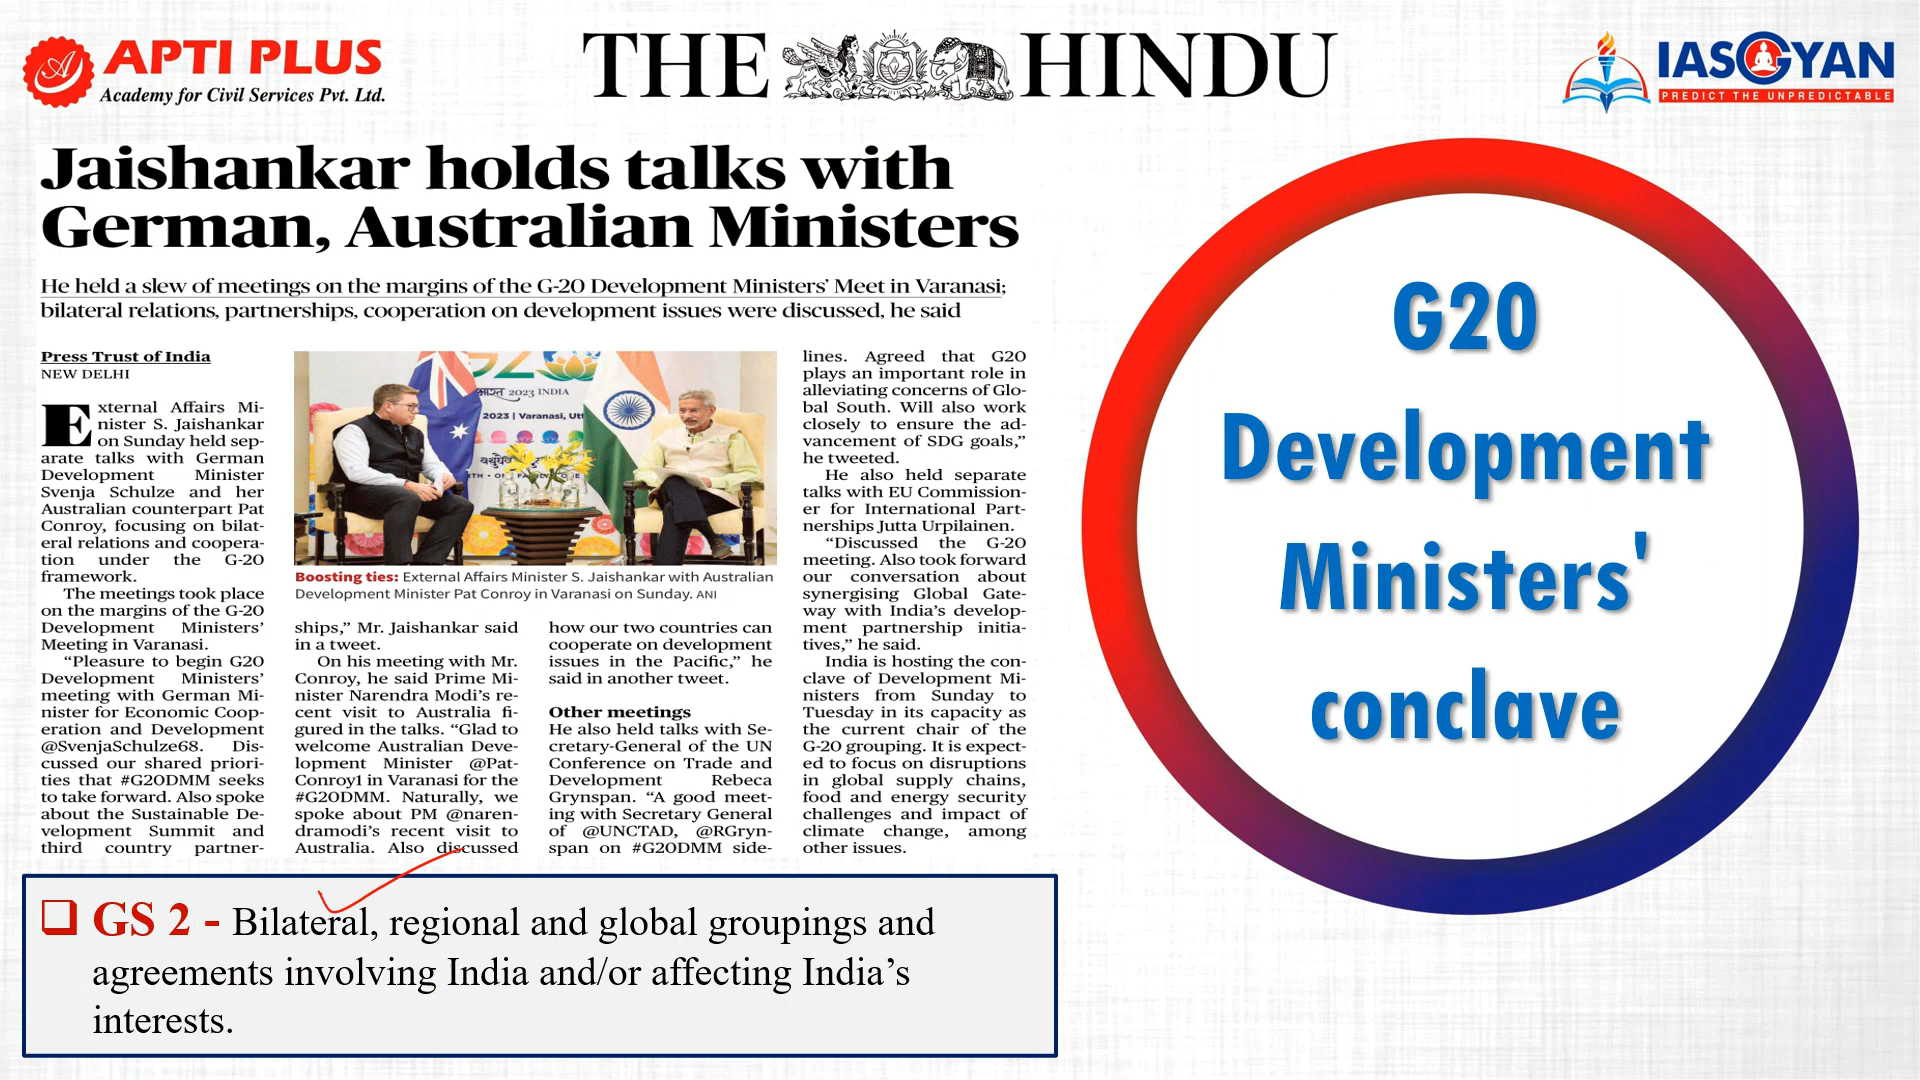 APTI PLUS
Academy for Civil Services Pvt. Ltd.
THE HINDU
IASGYAN
PREDICT THE UNPREDICTABLE
Jaishankar holds talks with
German, Australian Ministers
He held a slew of meetings on the margins of the G-20 Development Ministers’ Meet in Varanasi;
bilateral relations, partnerships, cooperation on development issues were discussed, he said
Press Trust of India
NEW DELHI
External Affairs Mi-
nister S. Jaishankar
on Sunday held sep-
arate talks with German
Development Minister
Svenja Schulze and her
Australian counterpart Pat
Conroy, focusing on bilat-
eral relations and coopera-
tion under the G-20
framework.
The meetings took place
on the margins of the G-20
Development Ministers’
Meeting in Varanasi.
“Pleasure to begin G20
Development Ministers’
meeting with German Mi-
nister for Economic Coop-
eration and Development
@SvenjaSchulze68. Dis-
cussed our shared priori-
ties that #G20DMM seeks
to take forward. Also spoke
about the Sustainable De-
velopment Summit and
third country partner-
2023 INDIA
2023 | Varanasi, Utt
Boosting ties: External Affairs Minister S. Jaishankar with Australian
Development Minister Pat Conroy in Varanasi on Sunday. ANI
ships,” Mr. Jaishankar said
in a tweet.
On his meeting with Mr.
Conroy, he said Prime Mi-
nister Narendra Modi’s re-
cent visit to Australia fi-
gured in the talks. “Glad to
welcome Australian Deve-
lopment Minister @Pat-
Conroy1 in Varanasi for the
#G20DMM. Naturally, we
spoke about PM @naren-
dramodi’s recent visit to
Australia. Also discussed
how our two countries can
cooperate on development
issues in the Pacific,” he
said in another tweet.
Other meetings
He also held talks with Se-
cretary-General of the UN
Conference on Trade and
Development Rebeca
Grynspan. “A good meet-
ing with Secretary General
of @UNCTAD, @RGryn-
span on #G20DMM side-
lines. Agreed that G20
plays an important role in
alleviating concerns of Glo-
bal South. Will also work
closely to ensure the ad-
vancement of SDG goals,”
he tweeted.
He also held separate
talks with EU Commission-
er for International Part-
nerships Jutta Urpilainen.
“Discussed the G-20
meeting. Also took forward
our conversation about
synergising Global Gate-
way with India’s develop-
ment partnership initia-
tives,” he said.
India is hosting the con-
clave of Development Mi-
nisters from Sunday to
Tuesday in its capacity as
the current chair of the
G-20 grouping. It is expect-
ed to focus on disruptions
in global supply chains,
food and energy security
challenges and impact of
climate change, among
other issues.
G20
Development
Ministers'
conclave
GS 2 - Bilateral, regional and global groupings and
agreements involving India and/or affecting India’s
interests.